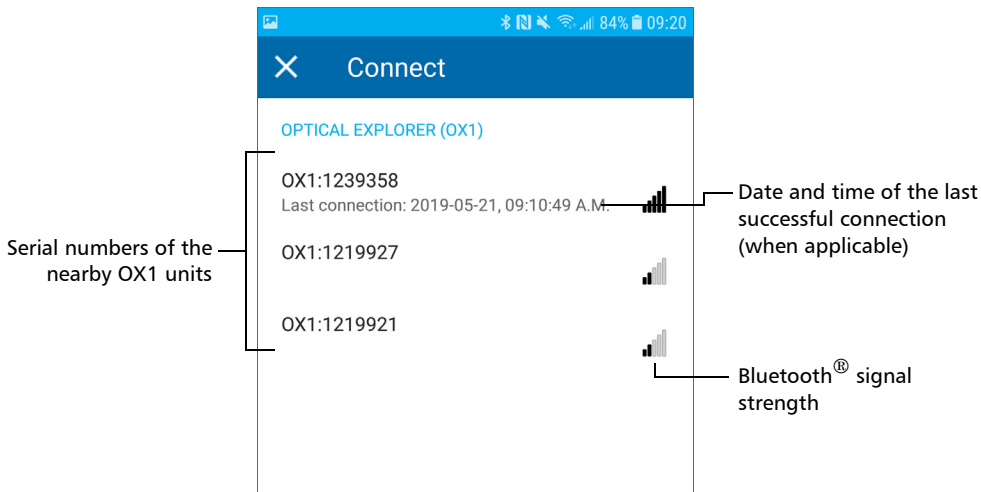 84% 09:20
Connect
OPTICAL EXPLORER (OX1)
OX1:1239358
Last connection: 2019-05-21, 09:10:49 A.M.
OX1:1219927
OX1:1219921
Serial numbers of the
nearby OX1 units
Date and time of the last
successful connection
(when applicable)
Bluetooth® signal
strength